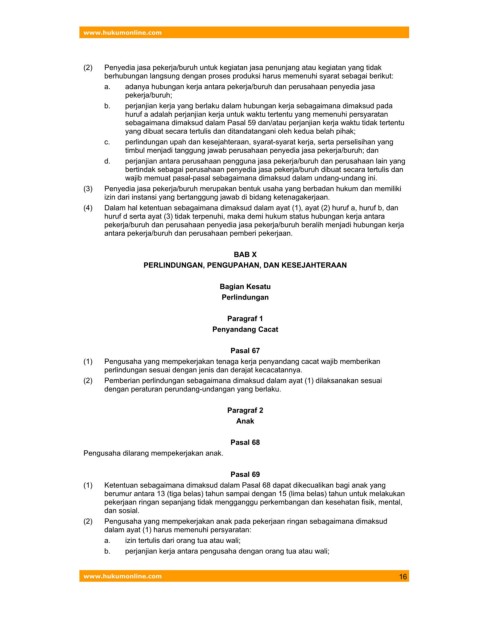 www.hukumonline.com
(2) Penyedia jasa pekerja/buruh untuk kegiatan jasa penunjang atau kegiatan yang tidak
berhubungan langsung dengan proses produksi harus memenuhi syarat sebagai berikut:
a. adanya hubungan kerja antara pekerja/buruh dan perusahaan penyedia jasa
pekerja/buruh;
b. perjanjian kerja yang berlaku dalam hubungan kerja sebagaimana dimaksud pada
huruf a adalah perjanjian kerja untuk waktu tertentu yang memenuhi persyaratan
sebagaimana dimaksud dalam Pasal 59 dan/atau perjanjian kerja waktu tidak tertentu
yang dibuat secara tertulis dan ditandatangani oleh kedua belah pihak;
c. perlindungan upah dan kesejahteraan, syarat-syarat kerja, serta perselisihan yang
timbul menjadi tanggung jawab perusahaan penyedia jasa pekerja/buruh; dan
d. perjanjian antara perusahaan pengguna jasa pekerja/buruh dan perusahaan lain yang
bertindak sebagai perusahaan penyedia jasa pekerja/buruh dibuat secara tertulis dan
wajib memuat pasal-pasal sebagaimana dimaksud dalam undang-undang ini.
(3) Penyedia jasa pekerja/buruh merupakan bentuk usaha yang berbadan hukum dan memiliki
izin dari instansi yang bertanggung jawab di bidang ketenagakerjaan.
(4) Dalam hal ketentuan sebagaimana dimaksud dalam ayat (1), ayat (2) huruf a, huruf b, dan
huruf d serta ayat (3) tidak terpenuhi, maka demi hukum status hubungan kerja antara
pekerja/buruh dan perusahaan penyedia jasa pekerja/buruh beralih menjadi hubungan kerja
antara pekerja/buruh dan perusahaan pemberi pekerjaan.
BAB X
PERLINDUNGAN, PENGUPAHAN, DAN KESEJAHTERAAN
Bagian Kesatu
Perlindungan
Paragraf 1
Penyandang Cacat
Pasal 67
(1) Pengusaha yang mempekerjakan tenaga kerja penyandang cacat wajib memberikan
perlindungan sesuai dengan jenis dan derajat kecacatannya.
(2) Pemberian perlindungan sebagaimana dimaksud dalam ayat (1) dilaksanakan sesuai
dengan peraturan perundang-undangan yang berlaku.
Paragraf 2
Anak
Pasal 68
Pengusaha dilarang mempekerjakan anak.
Pasal 69
(1) Ketentuan sebagaimana dimaksud dalam Pasal 68 dapat dikecualikan bagi anak yang
berumur antara 13 (tiga belas) tahun sampai dengan 15 (lima belas) tahun untuk melakukan
pekerjaan ringan sepanjang tidak mengganggu perkembangan dan kesehatan fisik, mental,
dan sosial.
(2) Pengusaha yang mempekerjakan anak pada pekerjaan ringan sebagaimana dimaksud
dalam ayat (1) harus memenuhi persyaratan:
a. izin tertulis dari orang tua atau wali;
b. perjanjian kerja antara pengusaha dengan orang tua atau wali;
www.hukumonline.com 16